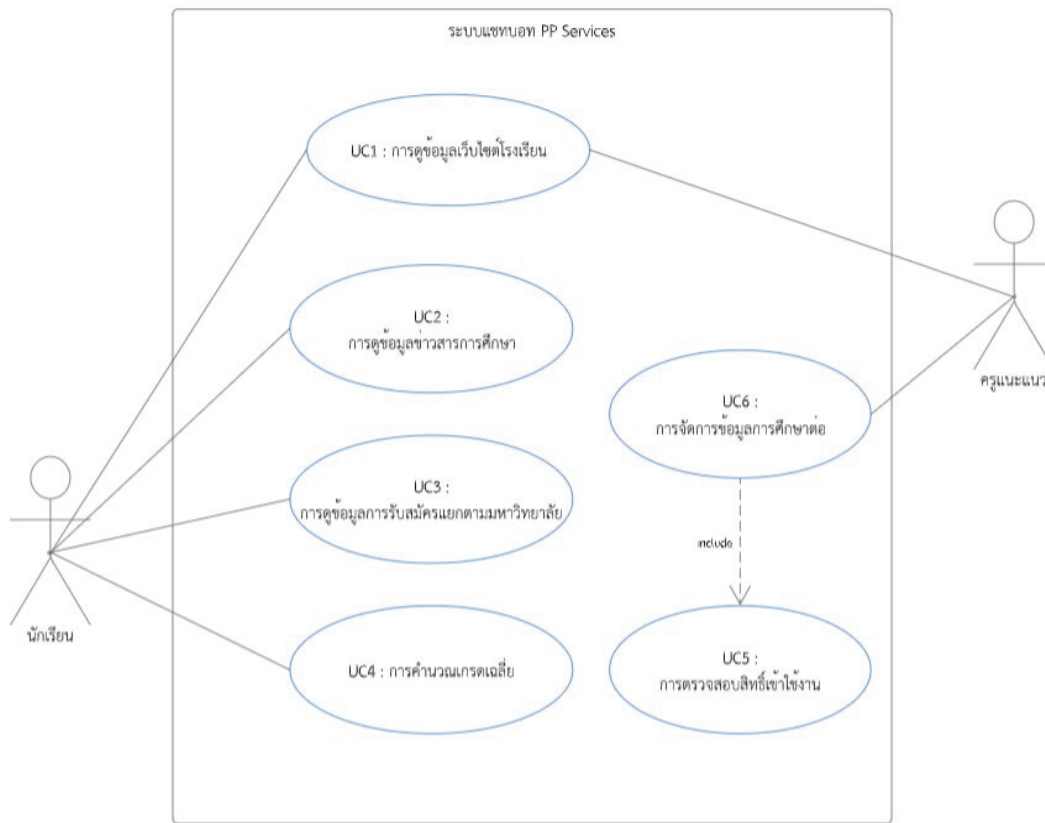 ระบบแชทบอท PP Services
UC1 : การดูข้อมูลเว็บไซต์โรงเรียน
UC2 :
การดูข้อมูลข่าวสารการศึกษา
ครูแนะแนว
UC6 :
การจัดการข้อมูลการศึกษาต่อ
UC3 :
การดูข้อมูลการรับสมัครแยกตามมหาวิทยาลัย
include
นักเรียน
UC4 : การคำนวณเกรดเฉลี่ย
UC5 :
การตรวจสอบสิทธิ์เข้าใช้งาน